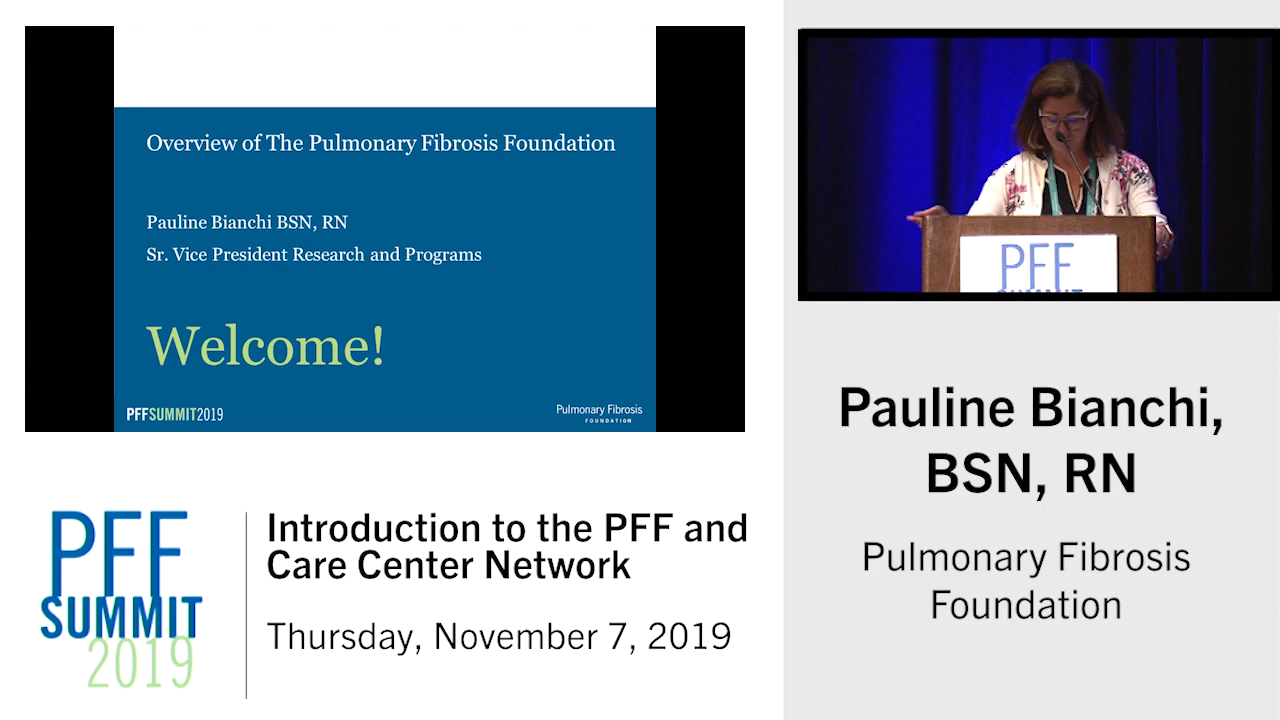 Overview of The Pulmonary Fibrosis Foundation
Pauline Bianchi BSN, RN
Sr. Vice President Research and Programs
Welcome!
PFFSUMMIT2019
Pulmonary Fibrosis
FOUNDATION
PFF
SUMMIT
2019
Introduction to the PFF and
Care Center Network
Thursday, November 7, 2019
PFF
SUMMIT
Pauline Bianchi,
BSN, RN
Pulmonary Fibrosis
Foundation